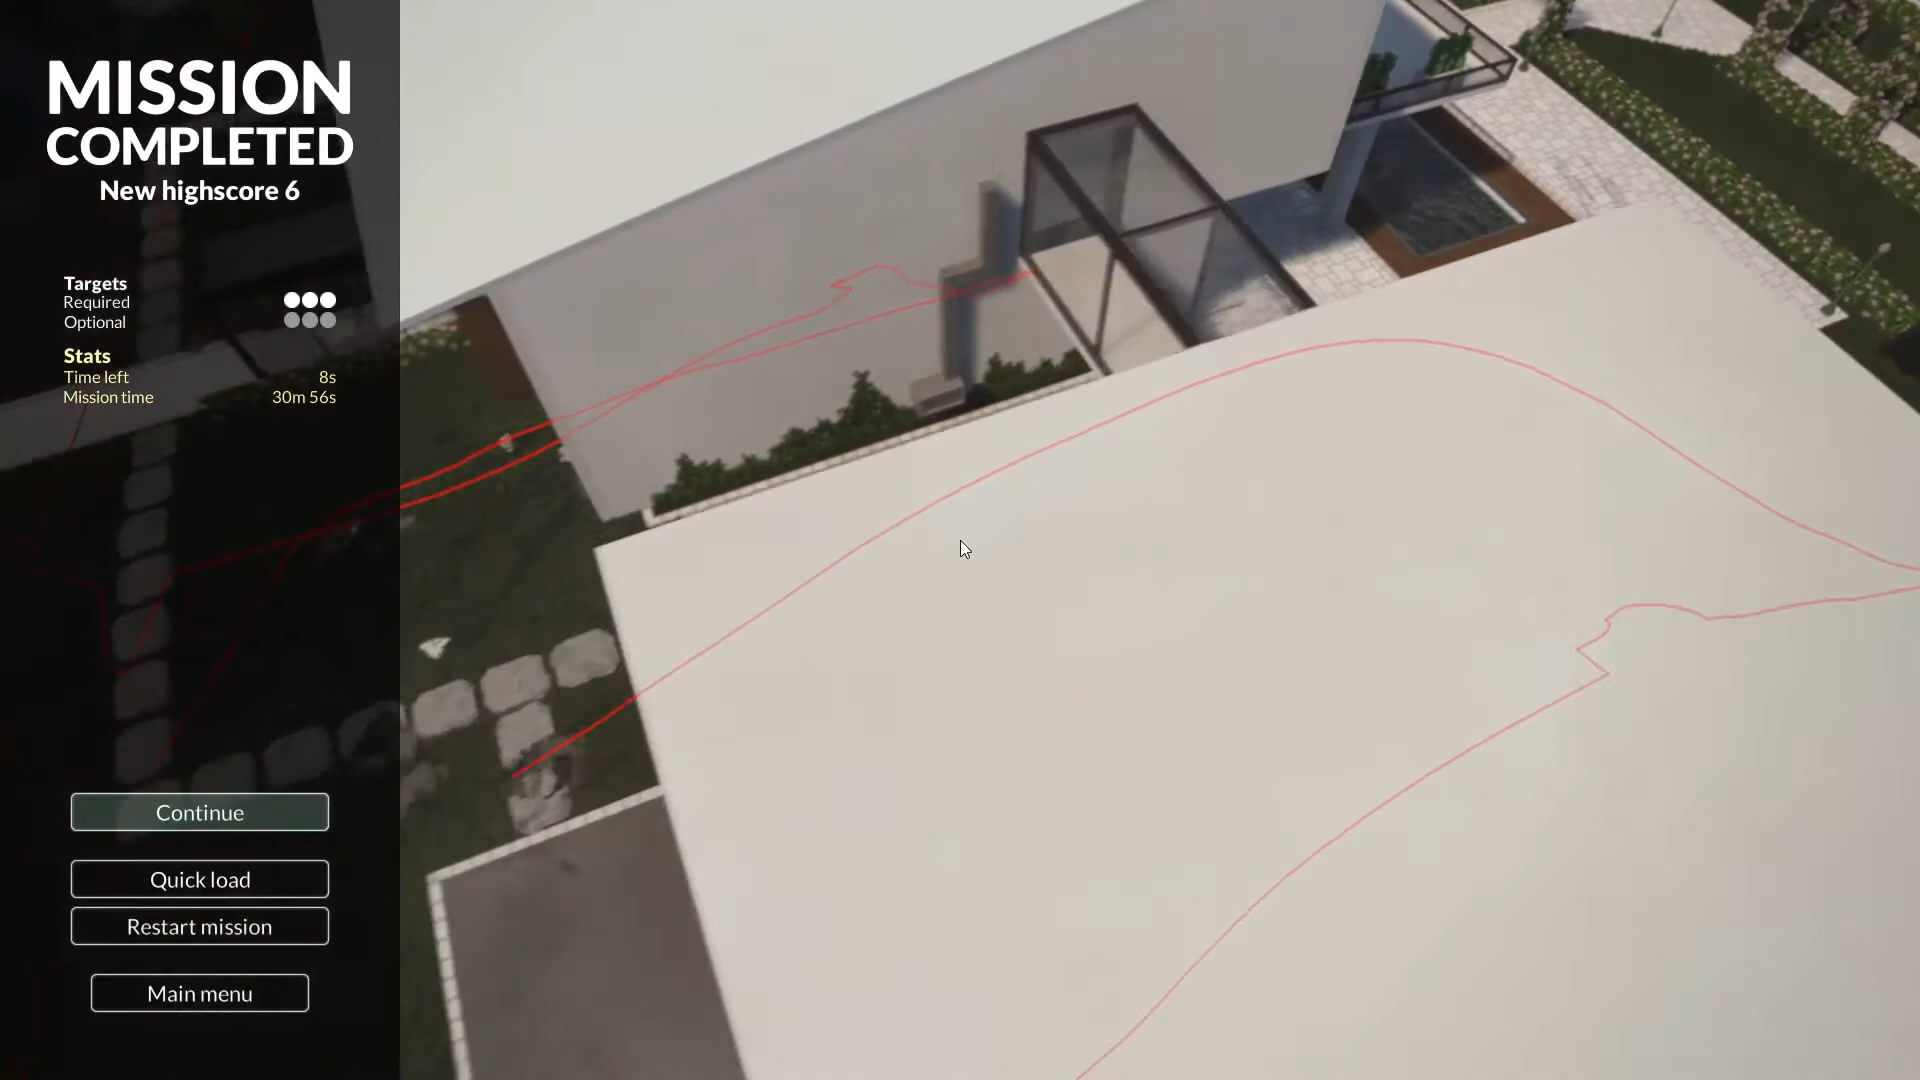 MISSION
COMPLETED
New highscore 6
Targets
Required
Optional
Stats
Time left 8s
Mission time 30m 56s
Continue
Quick load
Restart mission
Main menu